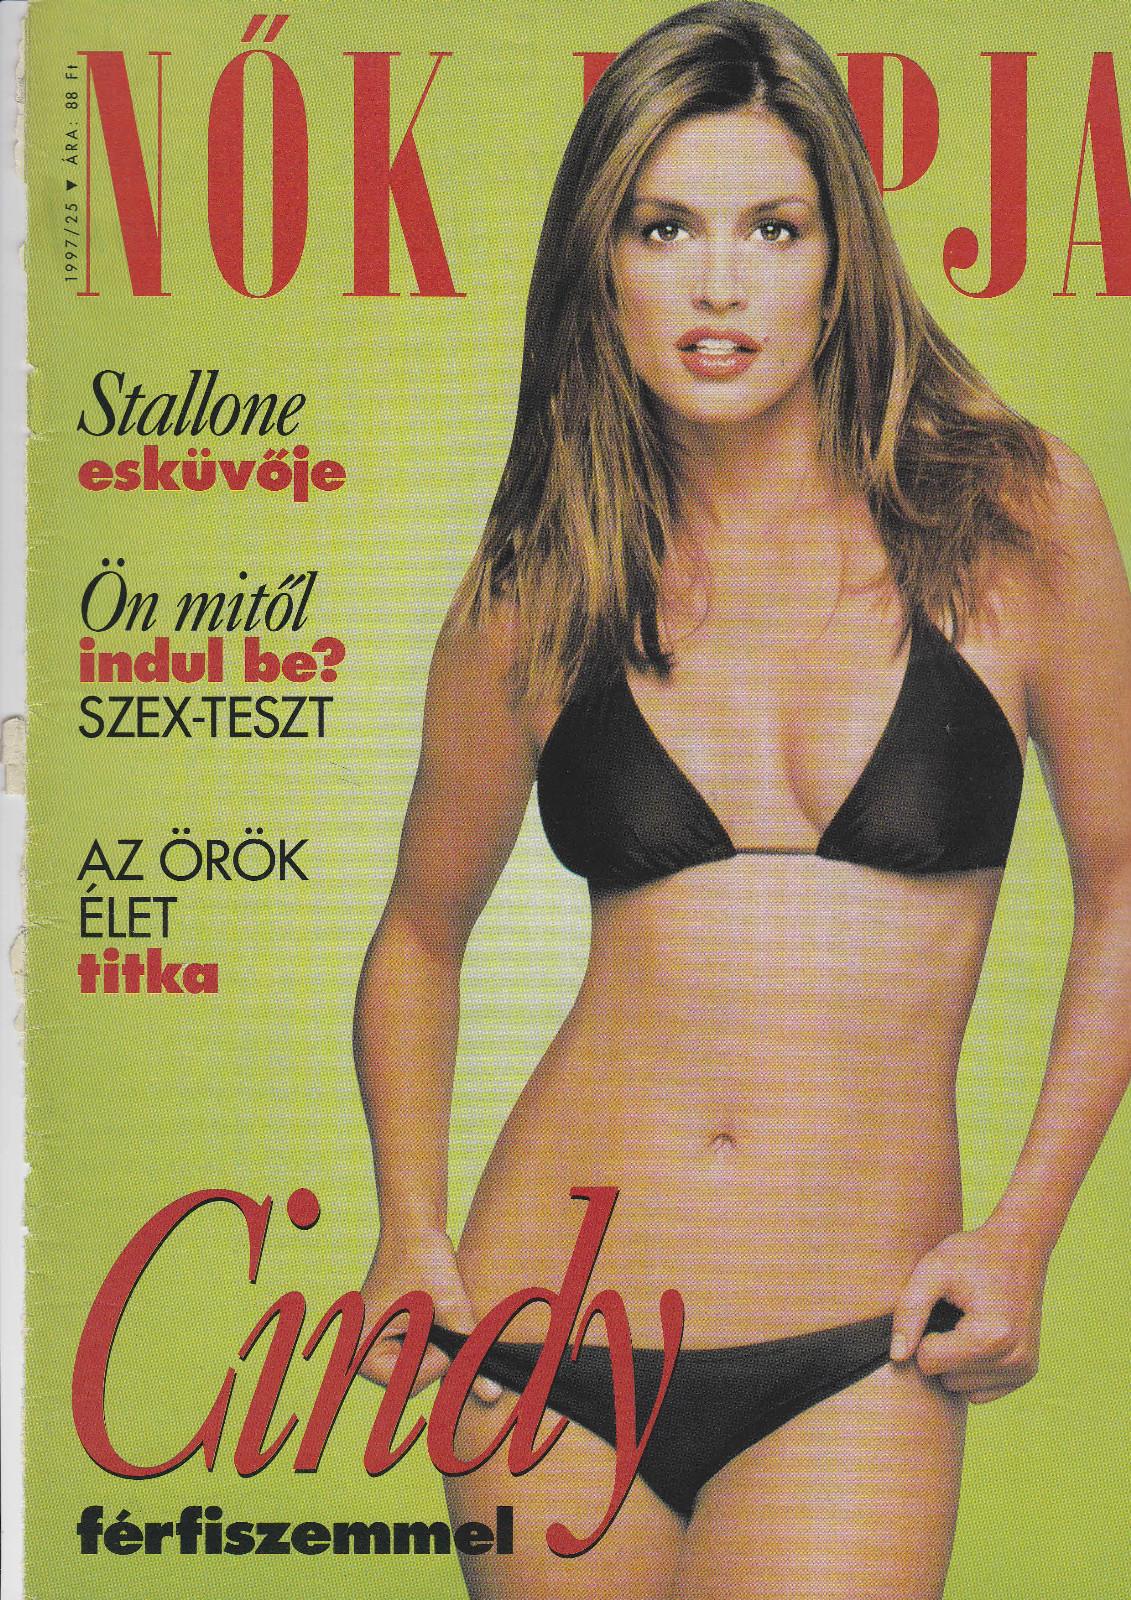 NŐK LAPJA
1997/25 ▼ ÁRA: 88 Ft
Stallone
esküvője
Ön mitől
indul be?
SZEX-TESZT
AZ ÖRÖK
ÉLET
titka
Cindy
férfiszemmel